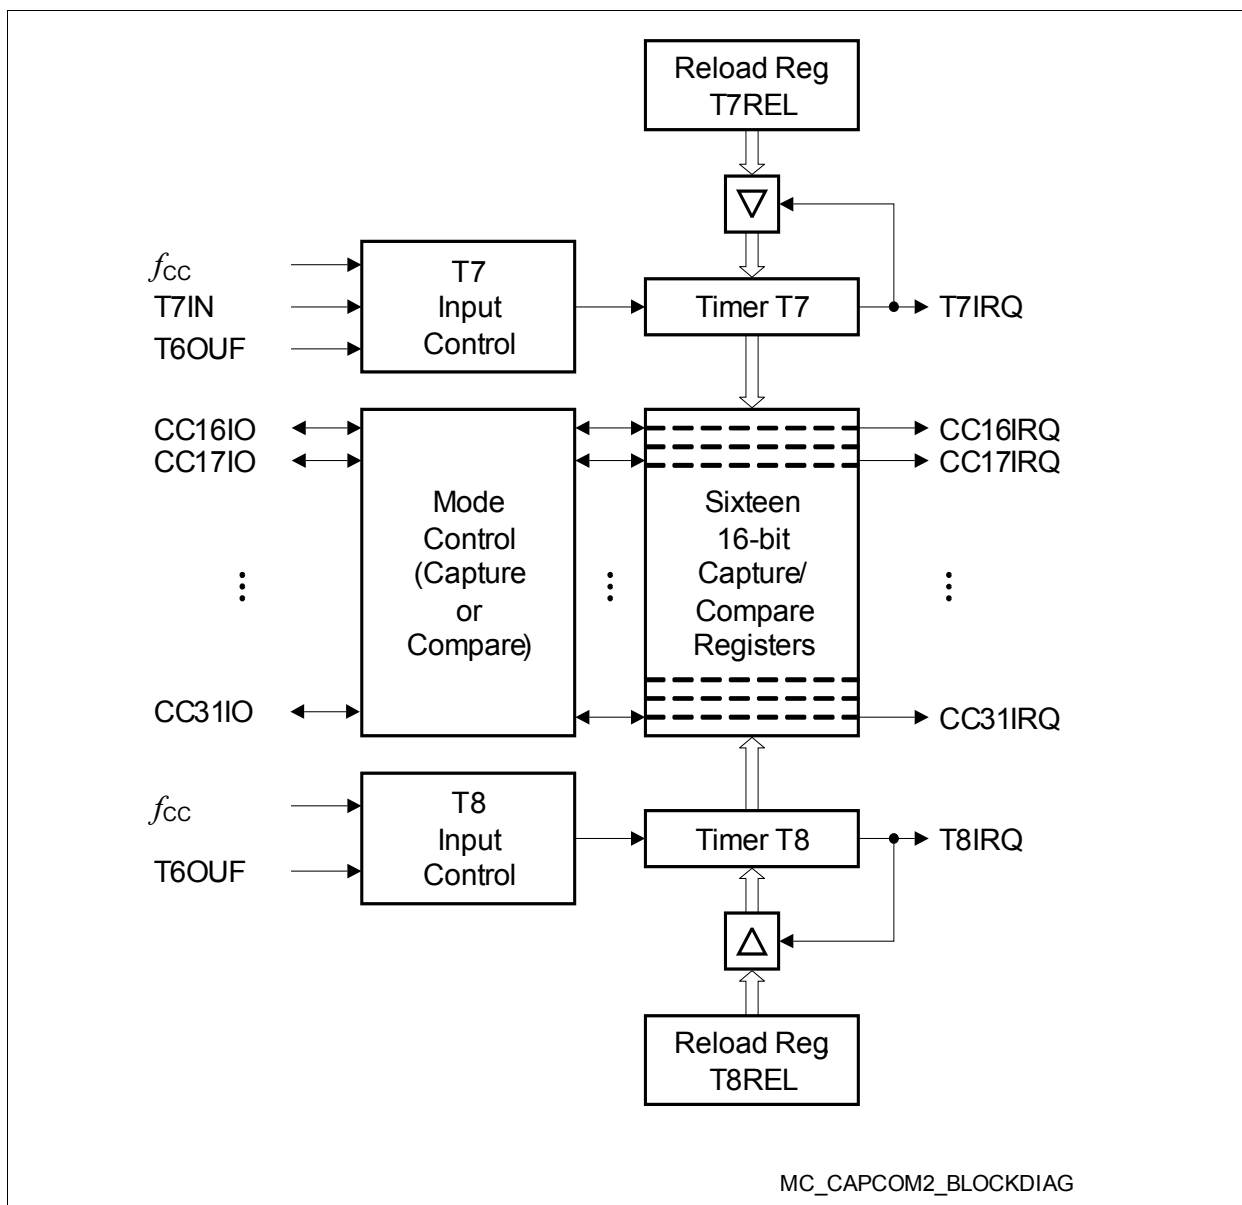 Reload Reg
T7REL
fCC
T7IN
T6OUF
T7
Input
Control
Timer T7
T7IRQ
CC16IO
CC17IO
CC31IO
Mode
Control
(Capture
or
Compare)
Sixteen
16-bit
Capture/
Compare
Registers
CC16IRQ
CC17IRQ
CC31IRQ
fCC
T6OUF
T8
Input
Control
Timer T8
T8IRQ
Reload Reg
T8REL
MC_CAPCOM2_BLOCKDIAG